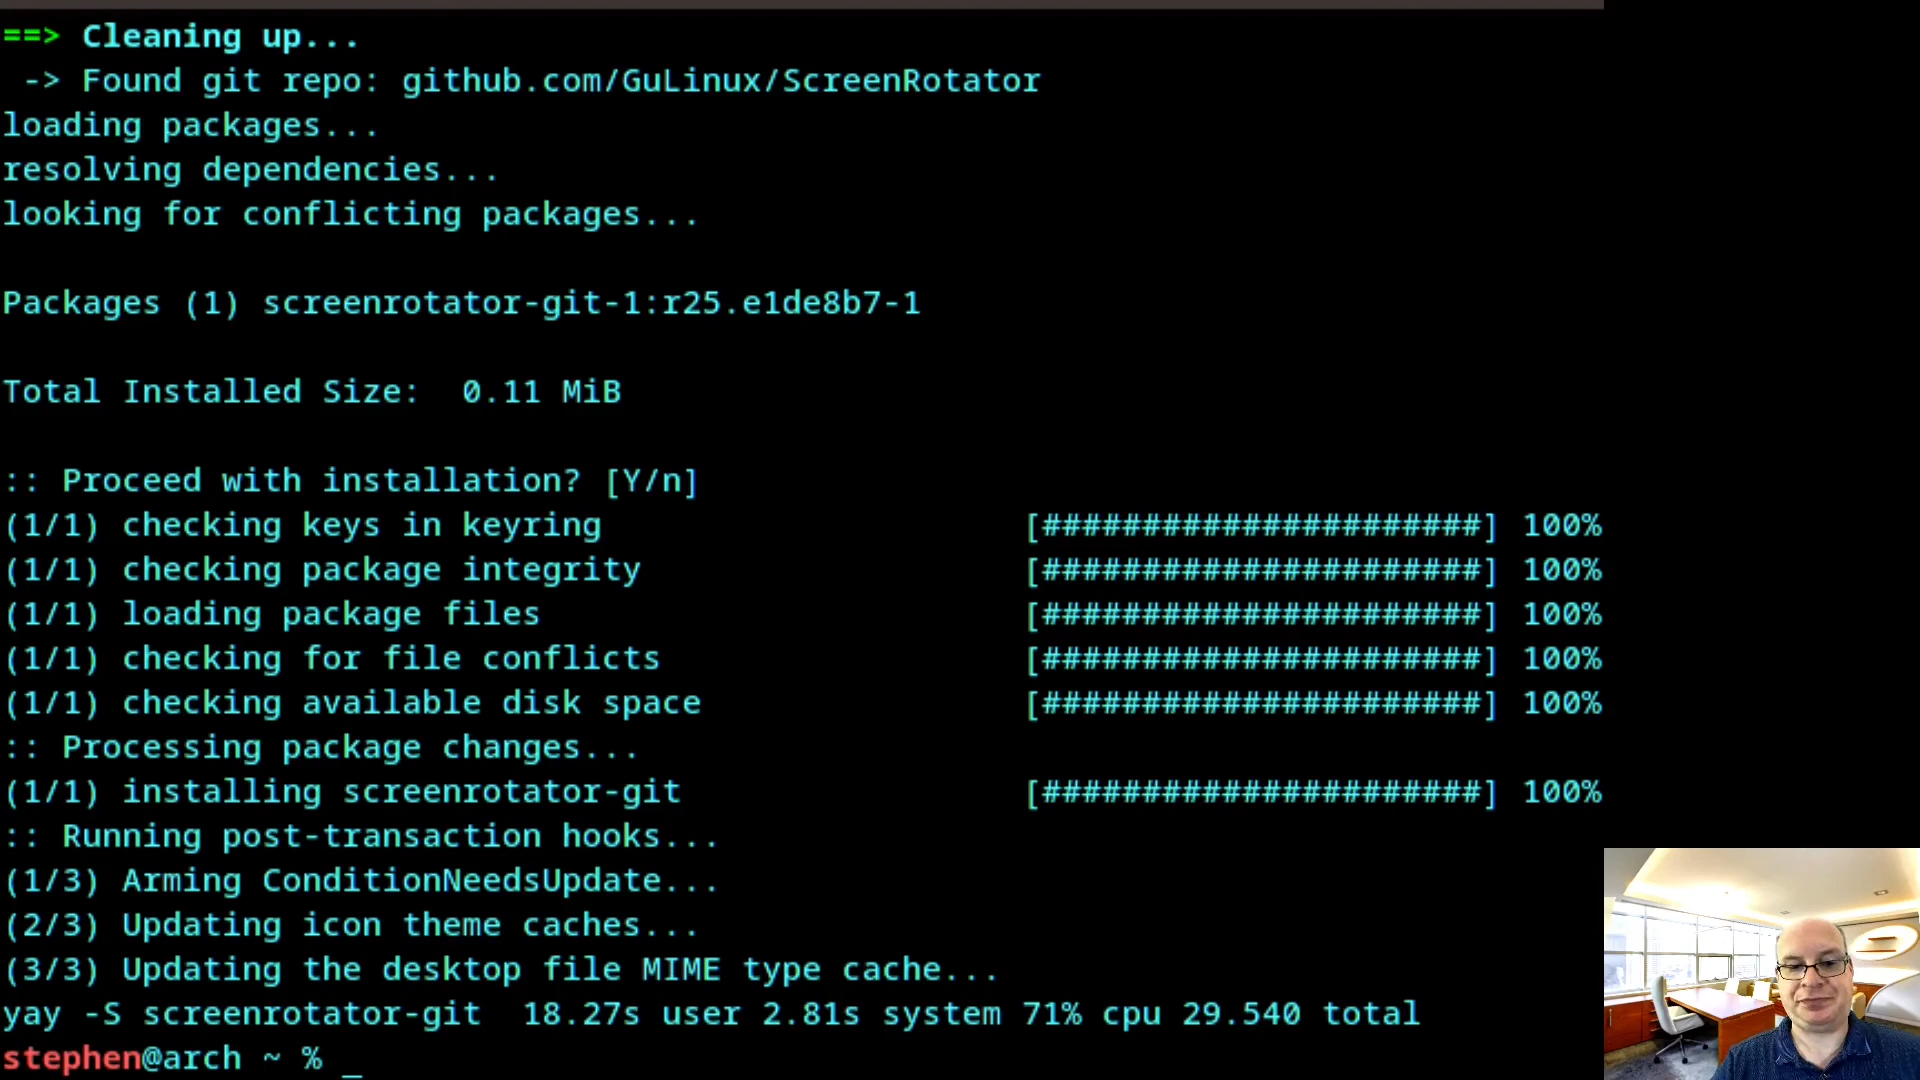 ==> Cleaning up...
 -> Found git repo: github.com/GuLinux/ScreenRotator
loading packages...
resolving dependencies...
looking for conflicting packages...
Packages (1) screenrotator-git-1:r25.e1de8b7-1
Total Installed Size:  0.11 MiB
:: Proceed with installation? [Y/n]
(1/1) checking keys in keyring [######################] 100%
(1/1) checking package integrity [######################] 100%
(1/1) loading package files [######################] 100%
(1/1) checking for file conflicts [######################] 100%
(1/1) checking available disk space [######################] 100%
:: Processing package changes...
(1/1) installing screenrotator-git [######################] 100%
:: Running post-transaction hooks...
(1/3) Arming ConditionNeedsUpdate...
(2/3) Updating icon theme caches...
(3/3) Updating the desktop file MIME type cache...
yay -S screenrotator-git  18.27s user 2.81s system 71% cpu 29.540 total
stephen@arch ~ % _